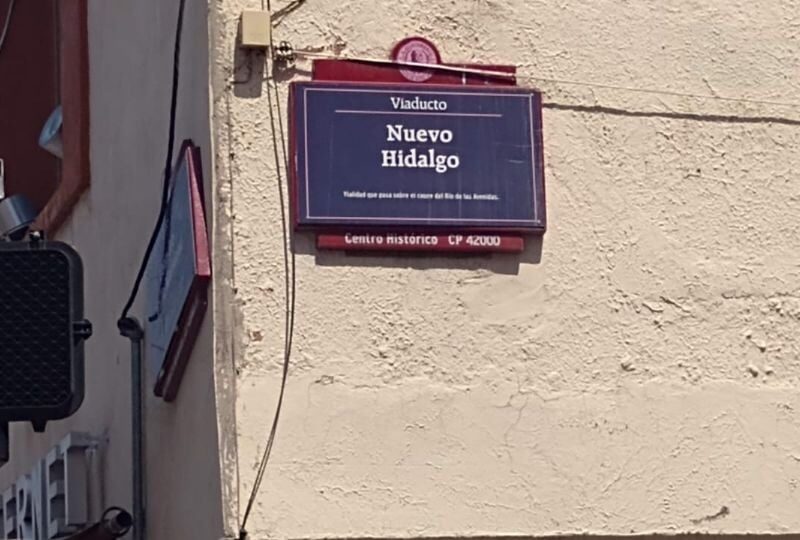 Viaducto
Nuevo
Hidalgo
Vialidad que pasa sobre el cauce del Río de las Avenidas.
Centro Histórico CP 42000
ERNET